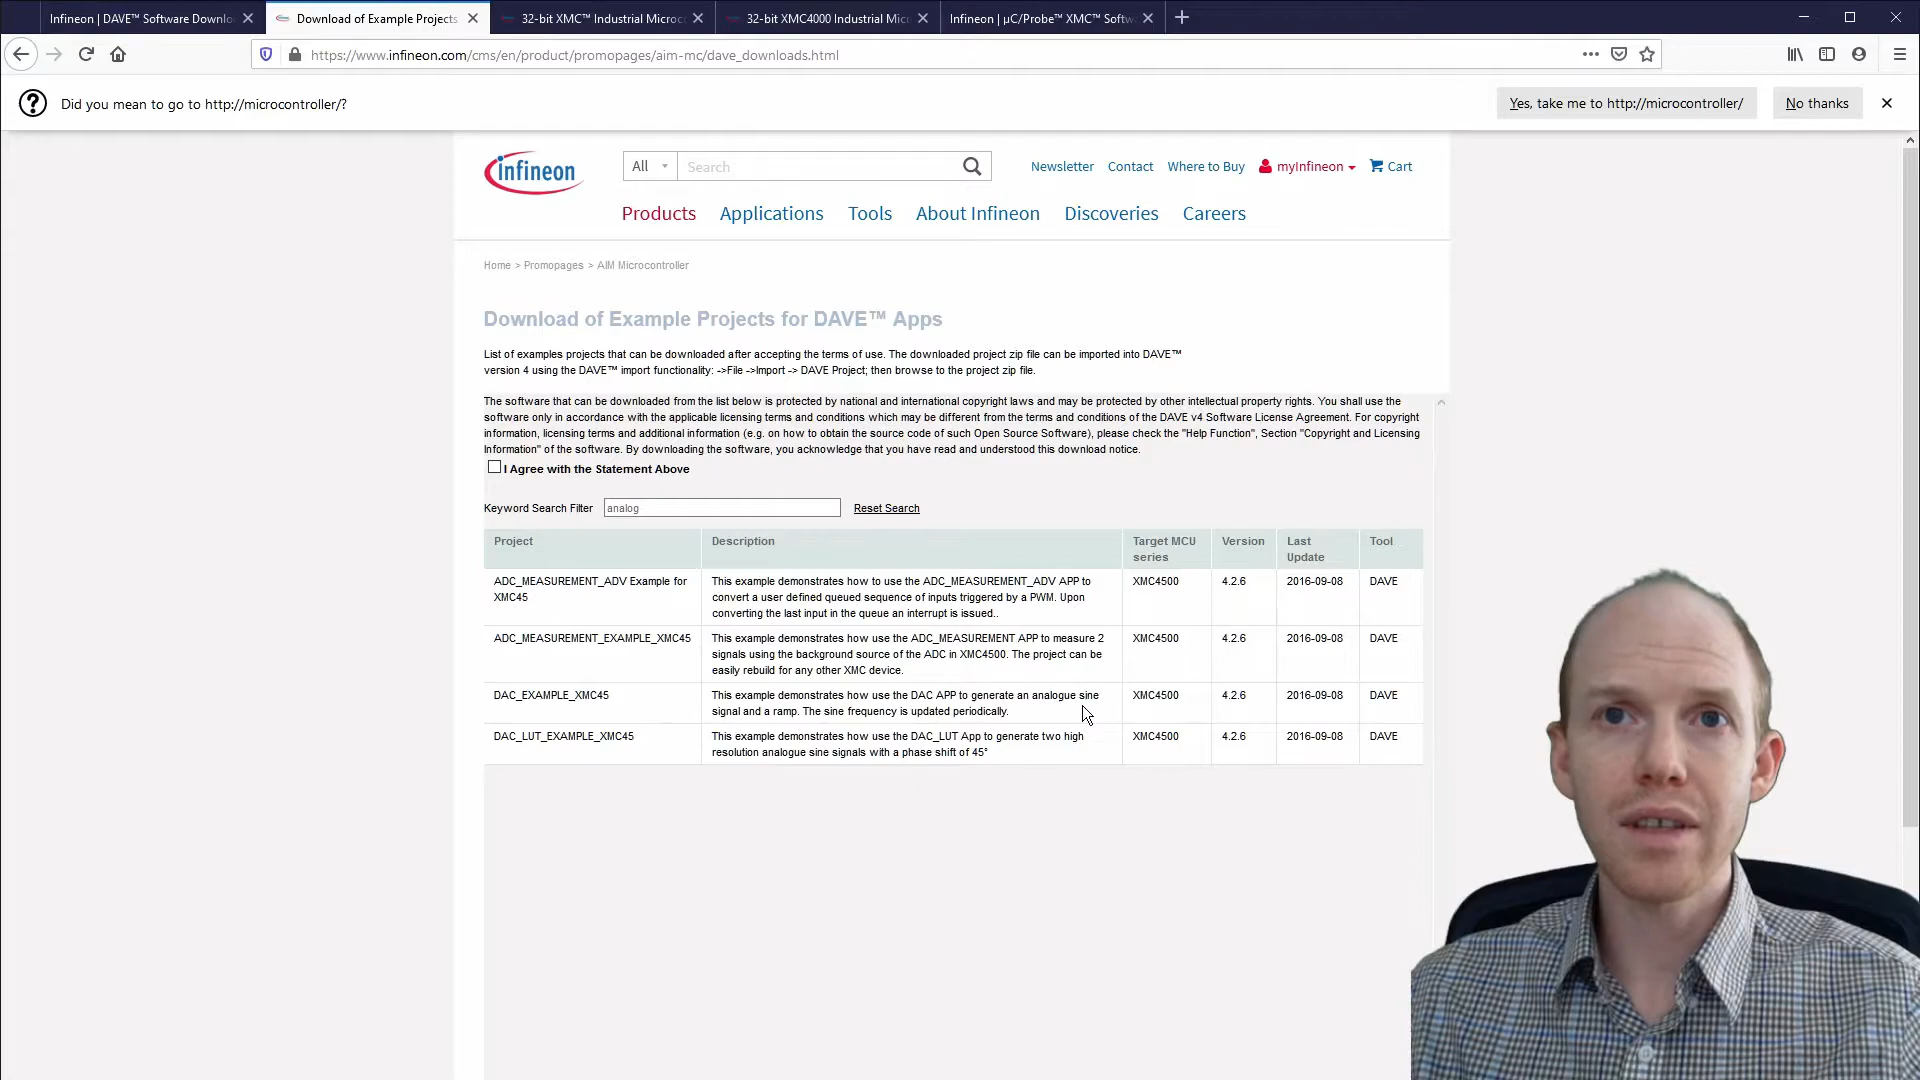 Infineon | DAVE™ Software Downlo
Download of Example Projects
32-bit XMC™ Industrial Microc
32-bit XMC4000 Industrial Mic
Infineon | µC/Probe™ XMC™ Softw
https://www.infineon.com/cms/en/product/promopages/aim-mc/dave_downloads.html
Did you mean to go to http://microcontroller/?
Yes, take me to http://microcontroller/
No thanks
infineon
All
Search
Newsletter
Contact
Where to Buy
myInfineon
Cart
Products
Applications
Tools
About Infineon
Discoveries
Careers
Home > Promopages > AIM Microcontroller
Download of Example Projects for DAVE™ Apps
List of examples projects that can be downloaded after accepting the terms of use. The downloaded project zip file can be imported into DAVE™
version 4 using the DAVE™ import functionality: ->File ->Import -> DAVE Project; then browse to the project zip file.
The software that can be downloaded from the list below is protected by national and international copyright laws and may be protected by other intellectual property rights. You shall use the
software only in accordance with the applicable licensing terms and conditions which may be different from the terms and conditions of the DAVE v4 Software License Agreement. For copyright
information, licensing terms and additional information (e.g. on how to obtain the source code of such Open Source Software), please check the "Help Function", Section "Copyright and Licensing
Information" of the software. By downloading the software, you acknowledge that you have read and understood this download notice.
I Agree with the Statement Above
Keyword Search Filter
analog
Reset Search
Project
Description
Target MCU
series
Version
Last
Update
Tool
ADC_MEASUREMENT_ADV Example for
XMC45
This example demonstrates how to use the ADC_MEASUREMENT_ADV APP to
convert a user defined queued sequence of inputs triggered by a PWM. Upon
converting the last input in the queue an interrupt is issued..
XMC4500
4.2.6
2016-09-08
DAVE
ADC_MEASUREMENT_EXAMPLE_XMC45
This example demonstrates how use the ADC_MEASUREMENT APP to measure 2
signals using the background source of the ADC in XMC4500. The project can be
easily rebuild for any other XMC device.
XMC4500
4.2.6
2016-09-08
DAVE
DAC_EXAMPLE_XMC45
This example demonstrates how use the DAC APP to generate an analogue sine
signal and a ramp. The sine frequency is updated periodically.
XMC4500
4.2.6
2016-09-08
DAVE
DAC_LUT_EXAMPLE_XMC45
This example demonstrates how use the DAC_LUT App to generate two high
resolution analogue sine signals with a phase shift of 45°
XMC4500
4.2.6
2016-09-08
DAVE